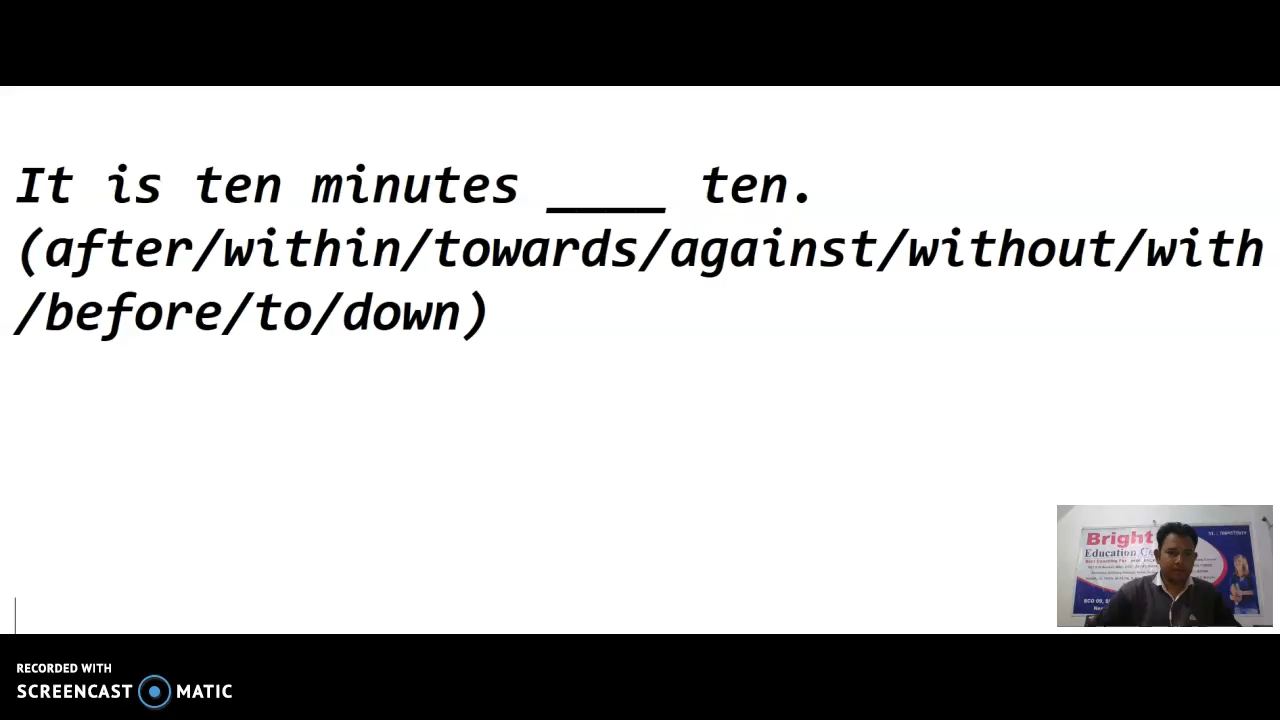 It is ten minutes ____ ten.
(after/within/towards/against/without/with
/before/to/down)
Bright
Education
RECORDED WITH
SCREENCAST MATIC